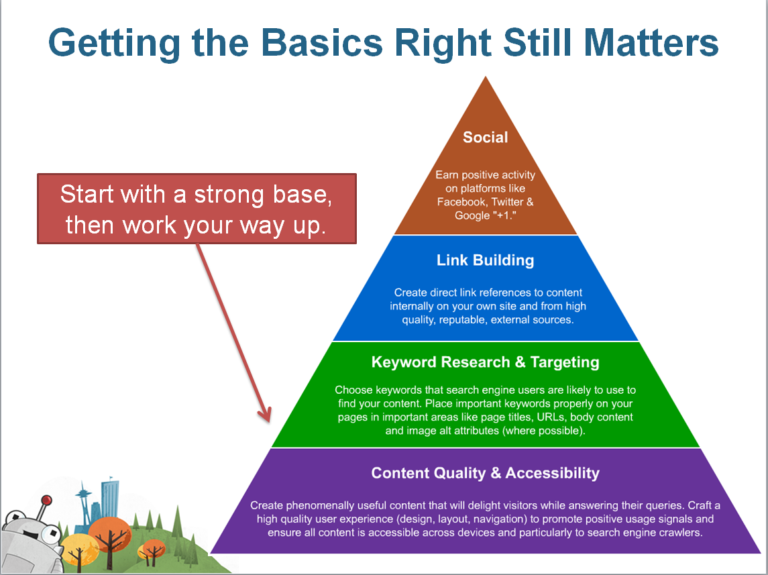 Getting the Basics Right Still Matters
Start with a strong base,
then work your way up.
Social
Earn positive activity
on platforms like
Facebook, Twitter &
Google "+1."
Link Building
Create direct link references to content
internally on your own site and from high
quality, reputable, external sources.
Keyword Research & Targeting
Choose keywords that search engine users are likely to use to
find your content. Place important keywords properly on your
pages in important areas like page titles, URLs, body content
and image alt attributes (where possible).
Content Quality & Accessibility
Create phenomenally useful content that will delight visitors while answering their queries. Craft a
high quality user experience (design, layout, navigation) to promote positive usage signals and
ensure all content is accessible across devices and particularly to search engine crawlers.